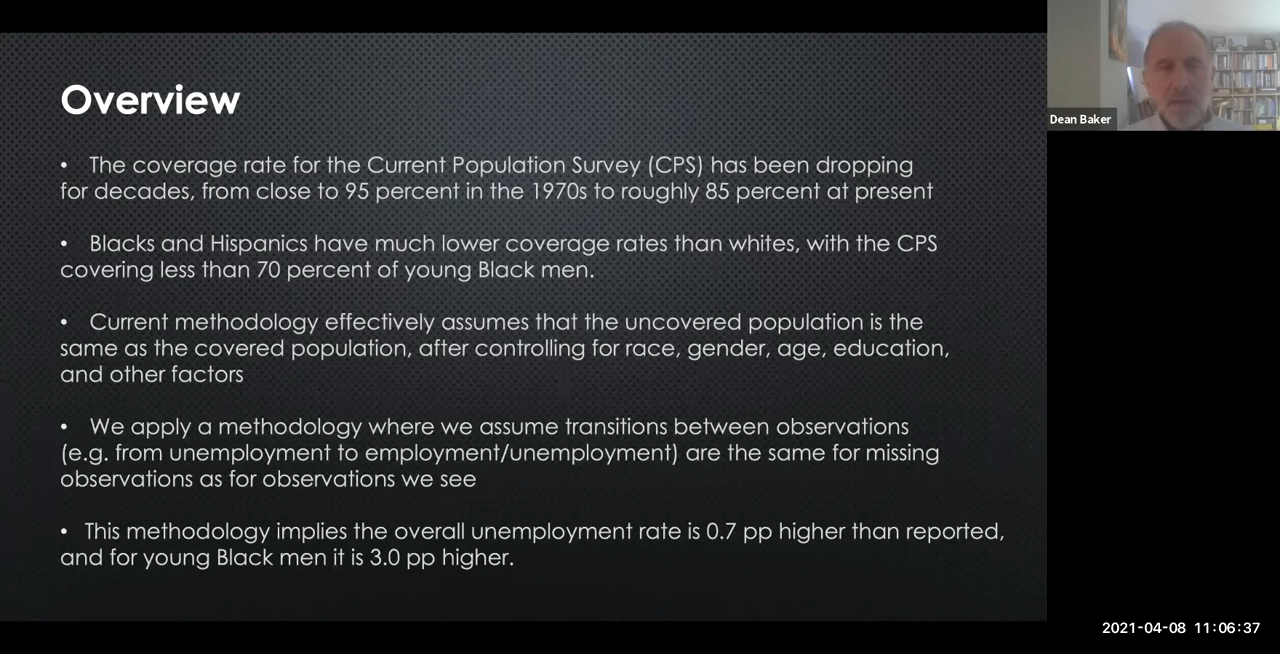 Overview
• The coverage rate for the Current Population Survey (CPS) has been dropping
for decades, from close to 95 percent in the 1970s to roughly 85 percent at present
• Blacks and Hispanics have much lower coverage rates than whites, with the CPS
covering less than 70 percent of young Black men.
• Current methodology effectively assumes that the uncovered population is the
same as the covered population, after controlling for race, gender, age, education,
and other factors
• We apply a methodology where we assume transitions between observations
(e.g. from unemployment to employment/unemployment) are the same for missing
observations as for observations we see
• This methodology implies the overall unemployment rate is 0.7 pp higher than reported,
and for young Black men it is 3.0 pp higher.
Dean Baker
2021-04-08 11:06:37